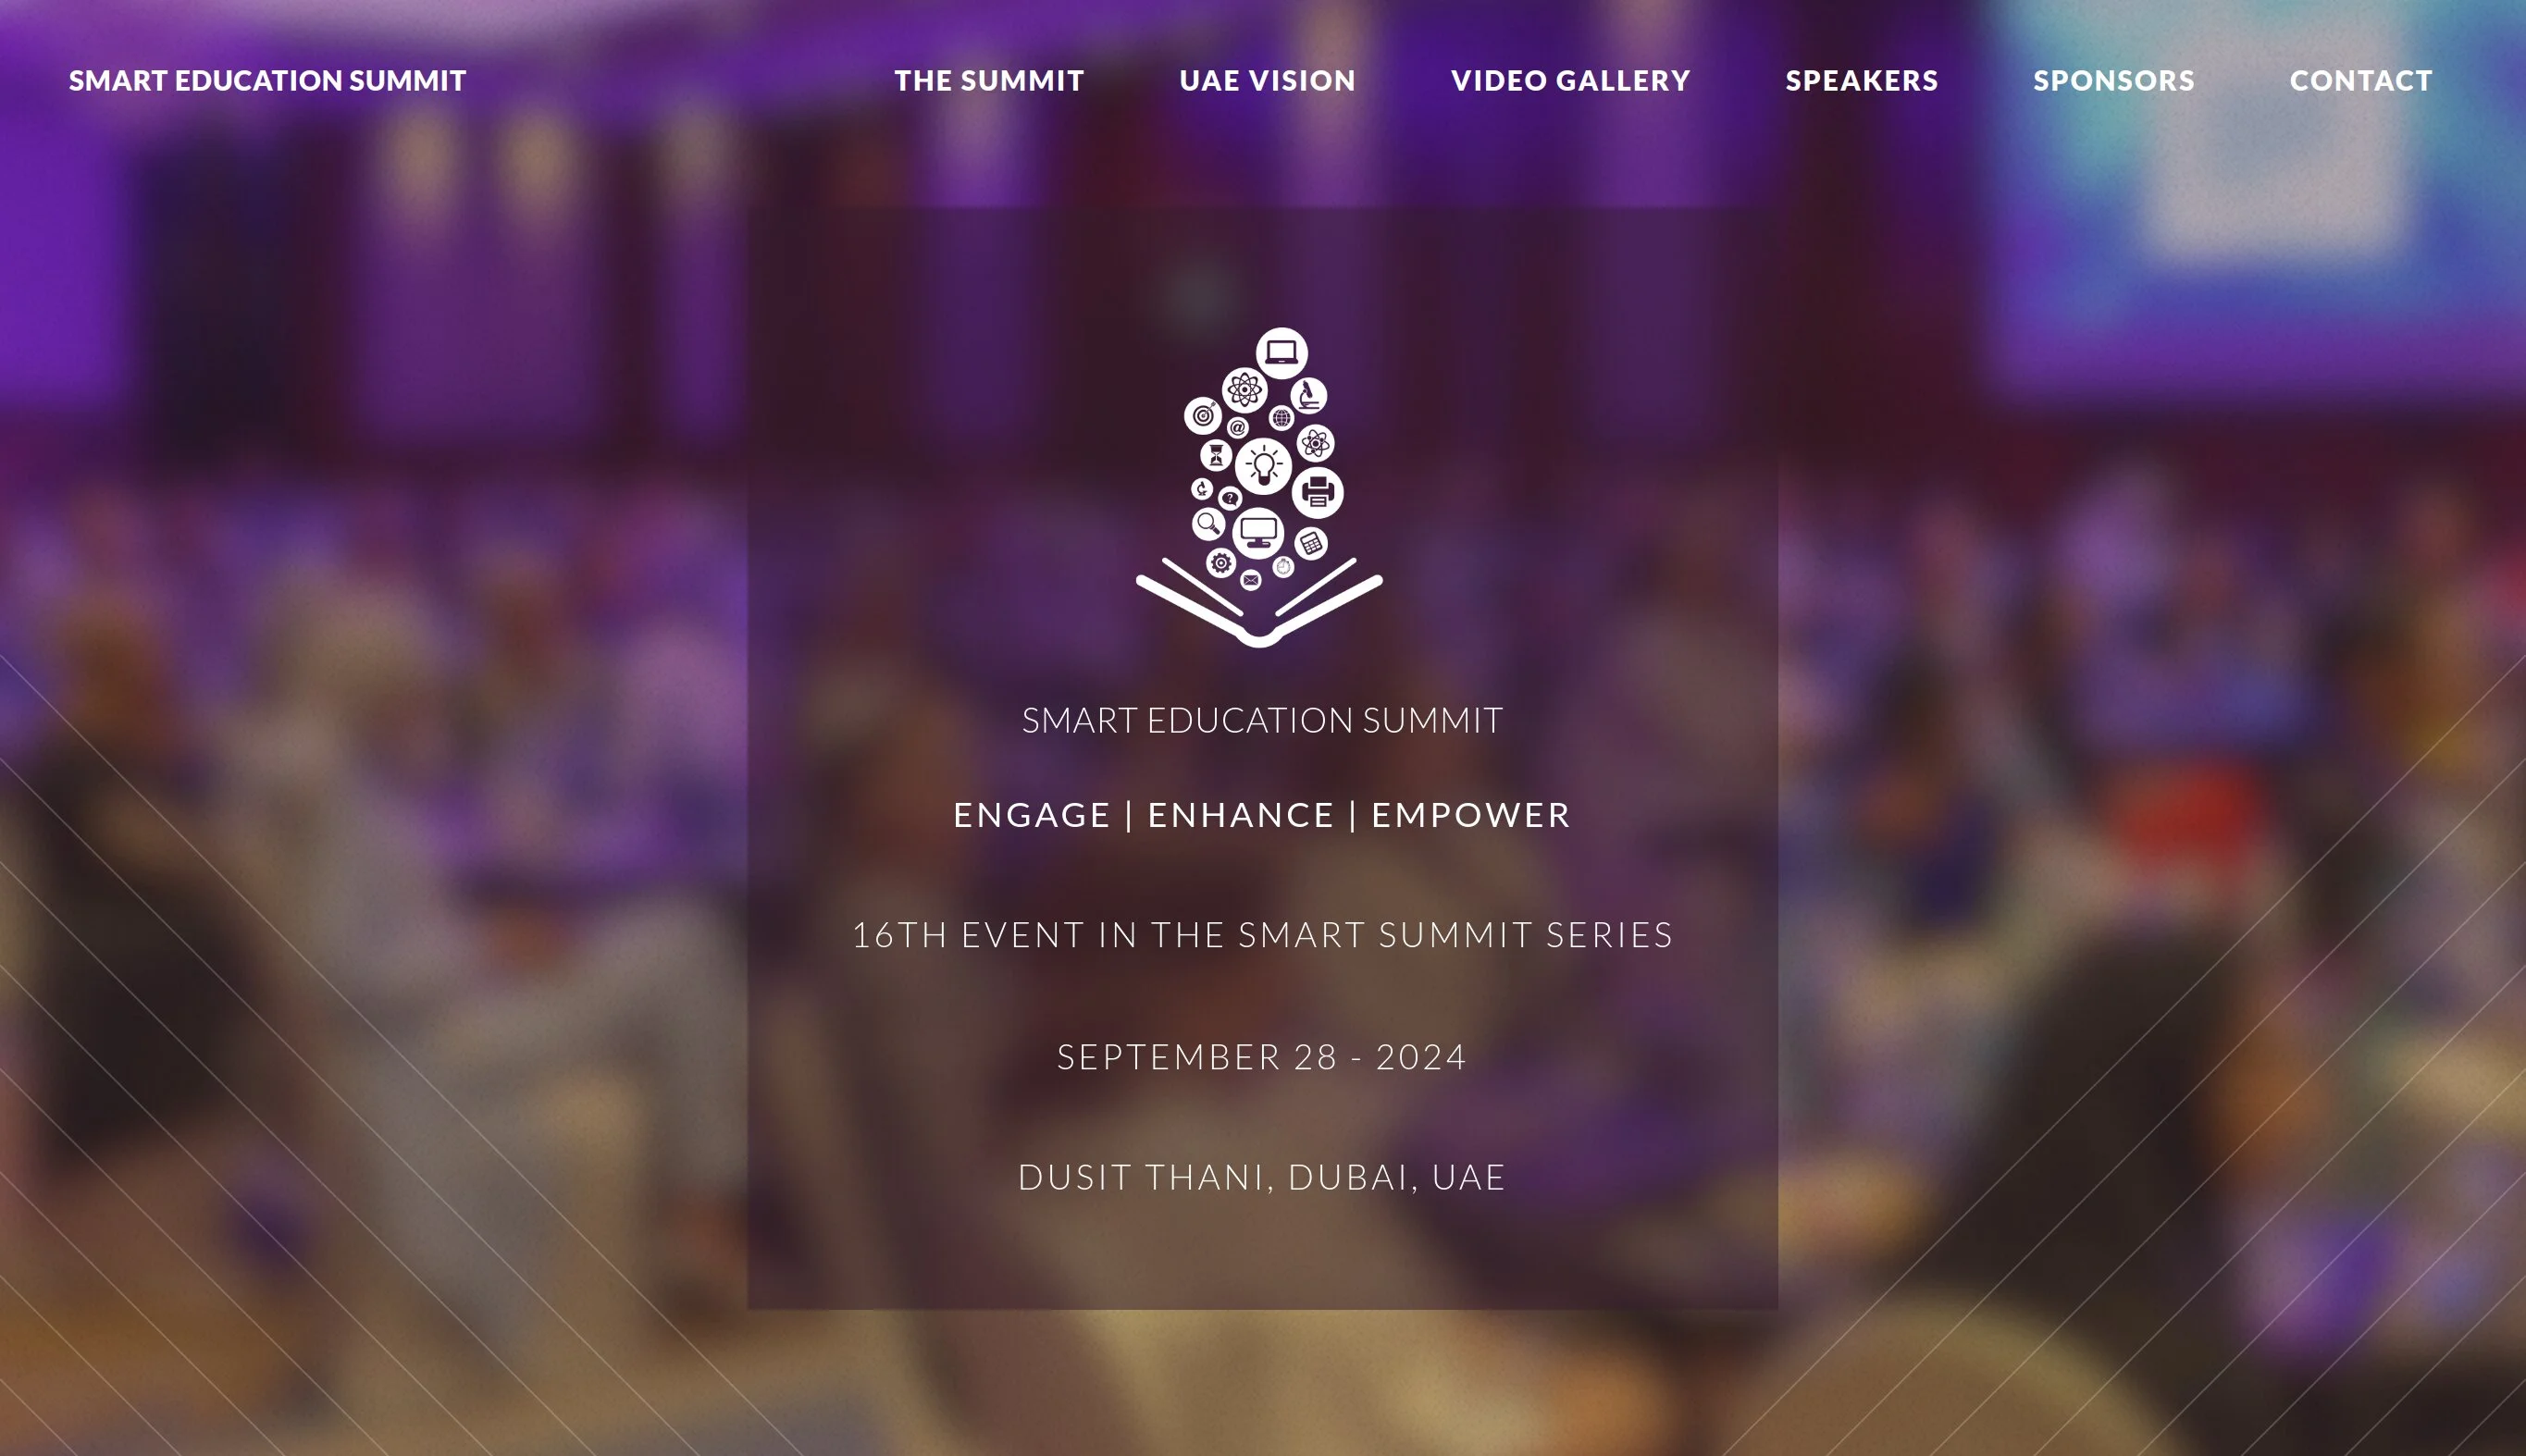 SMART EDUCATION SUMMIT
THE SUMMIT
UAE VISION
VIDEO GALLERY
SPEAKERS
SPONSORS
CONTACT
SMART EDUCATION SUMMIT
ENGAGE | ENHANCE | EMPOWER
16TH EVENT IN THE SMART SUMMIT SERIES
SEPTEMBER 28 - 2024
DUSIT THANI, DUBAI, UAE